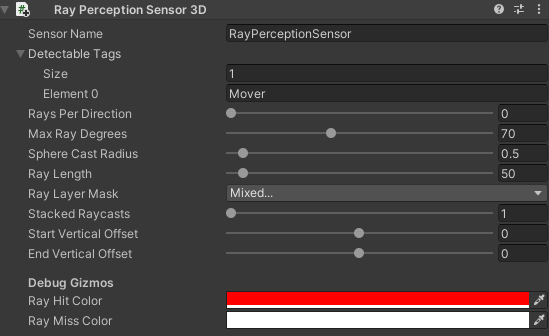 Ray Perception Sensor 3D
Sensor Name RayPerceptionSensor
Detectable Tags
Size 1
Element 0 Mover
Rays Per Direction 0
Max Ray Degrees 70
Sphere Cast Radius 0.5
Ray Length 50
Ray Layer Mask Mixed...
Stacked Raycasts 1
Start Vertical Offset 0
End Vertical Offset 0
Debug Gizmos
Ray Hit Color
Ray Miss Color